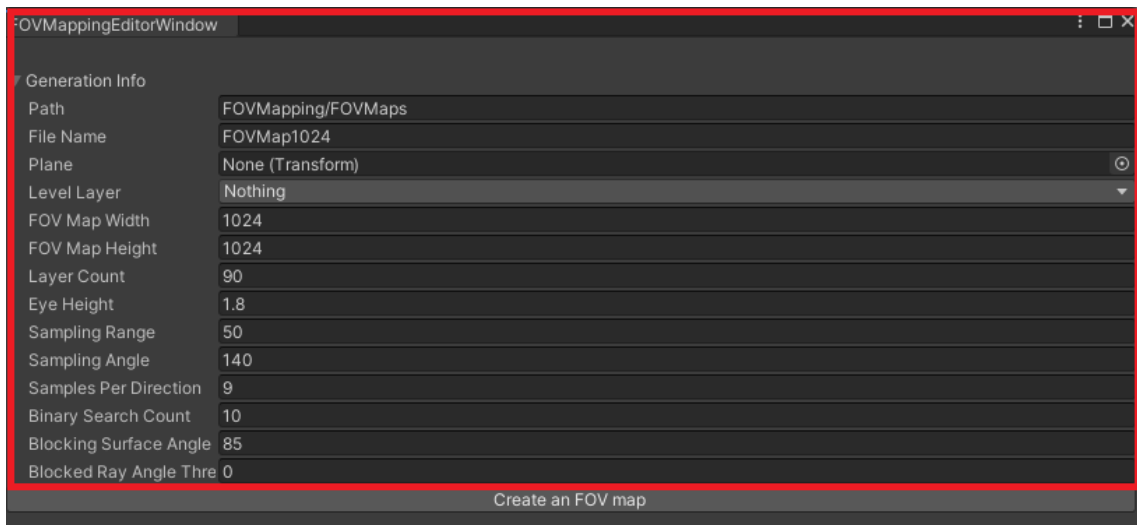 FOVMappingEditorWindow
Generation Info
Path FOVMapping/FOVMaps
File Name FOVMap1024
Plane None (Transform)
Level Layer Nothing
FOV Map Width 1024
FOV Map Height 1024
Layer Count 90
Eye Height 1.8
Sampling Range 50
Sampling Angle 140
Samples Per Direction 9
Binary Search Count 10
Blocking Surface Angle 85
Blocked Ray Angle Thre 0
Create an FOV map